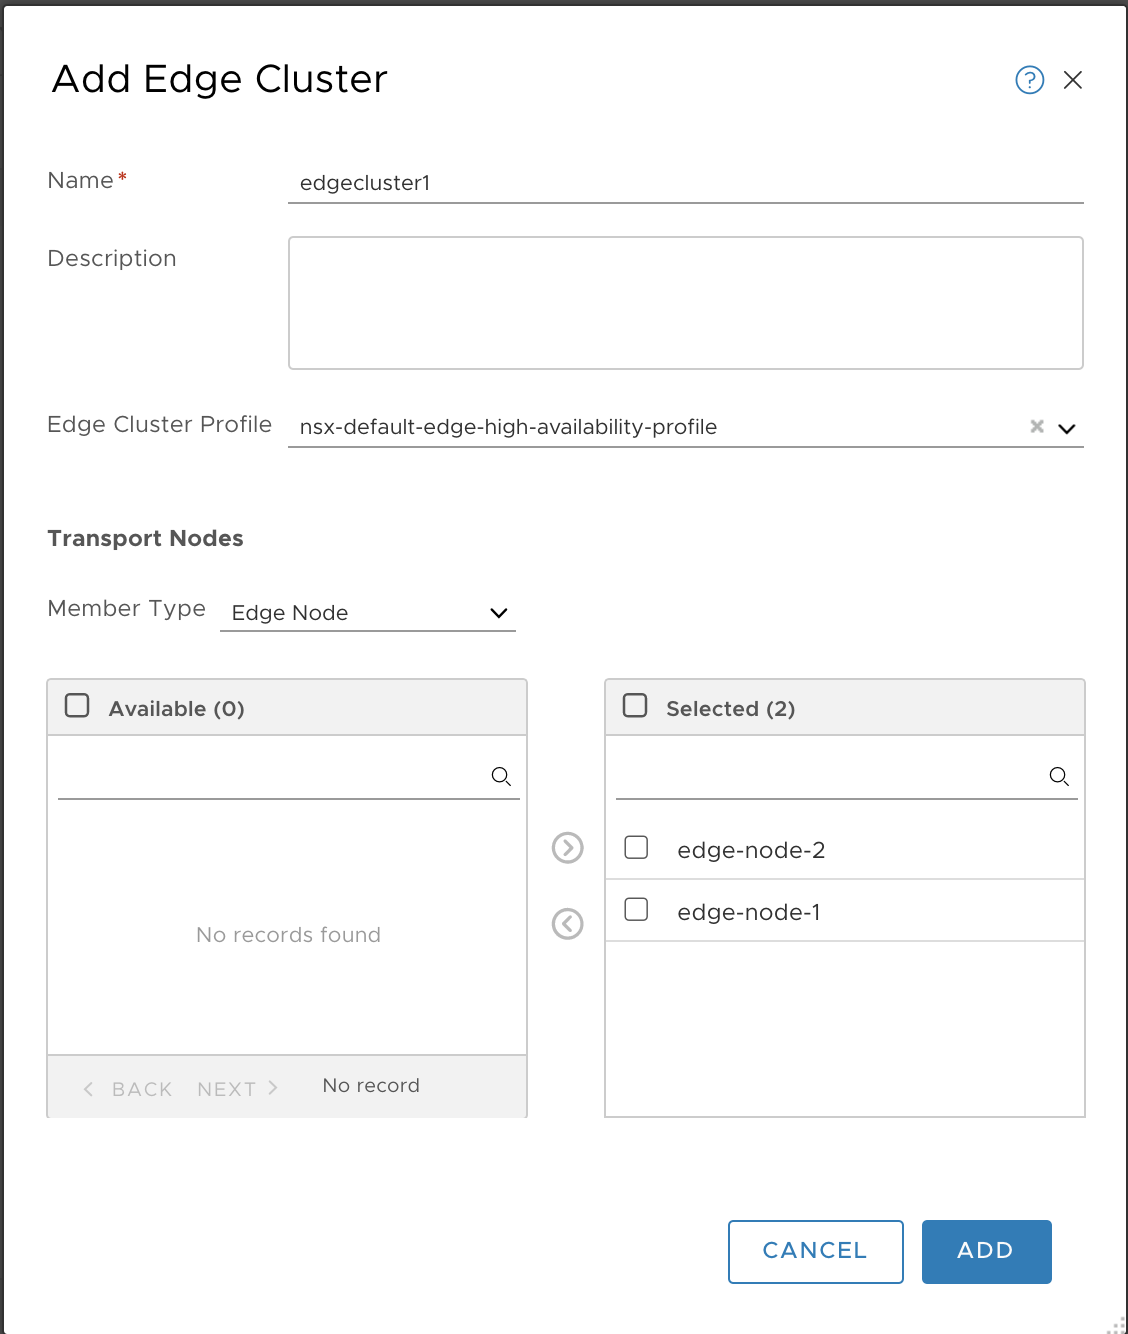 Add Edge Cluster
Name*
edgecluster1
Description
Edge Cluster Profile
nsx-default-edge-high-availability-profile
Transport Nodes
Member Type
Edge Node
Available (0)
No records found
BACK NEXT No record
Selected (2)
edge-node-2
edge-node-1
CANCEL
ADD